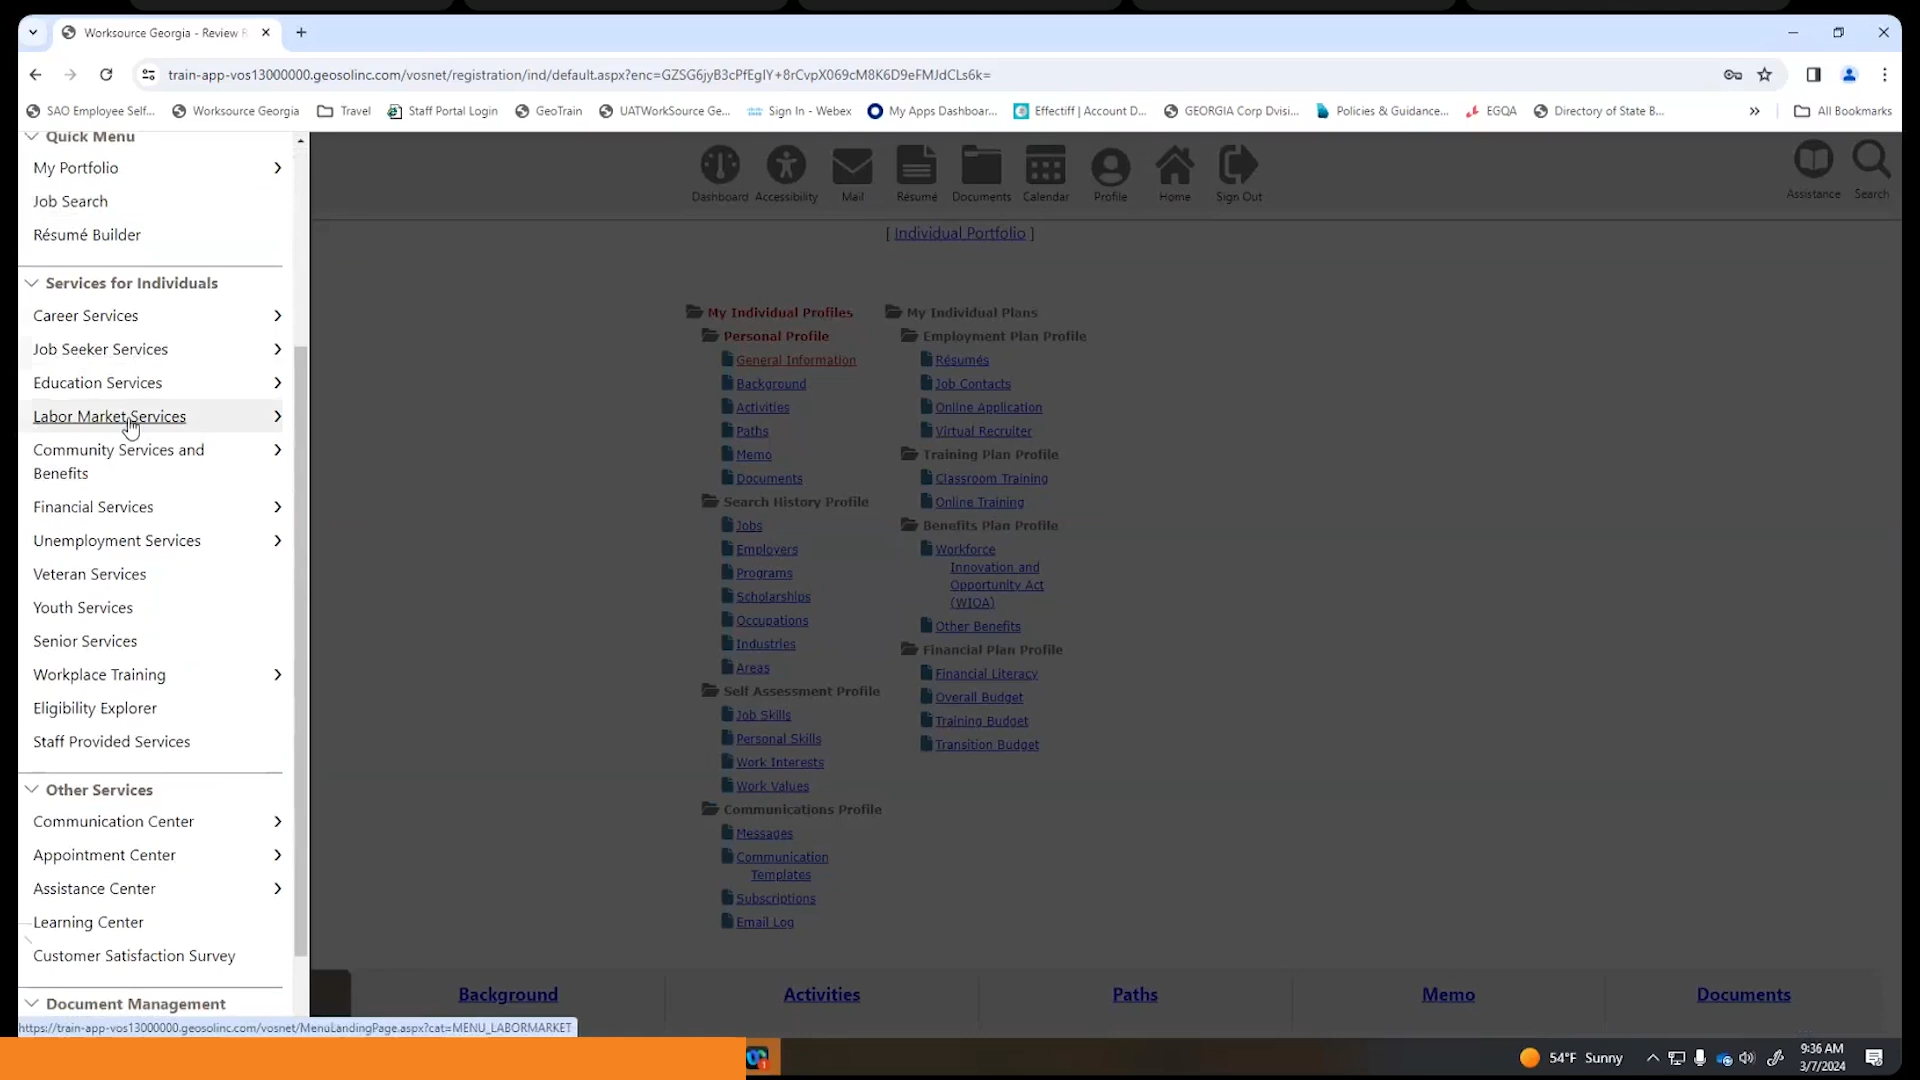 Worksource Georgia - Review R
train-app-vos13000000.geosolinc.com/vosnet/registration/ind/default.aspx?enc=GZSG6jyB3cPfEglY+8rCvpX069cM8K6D9eFMJdCLs6k=
SAO Employee Self... Worksource Georgia Travel Staff Portal Login GeoTrain UATWorkSource Ge... Sign In - Webex My Apps Dashboar... Effectiff | Account D... GEORGIA Corp Dvisi... Policies & Guidance... EGQA Directory of State B... » All Bookmarks
Quick Menu
My Portfolio
Job Search
Résumé Builder
Services for Individuals
Career Services
Job Seeker Services
Education Services
Labor Market Services
Community Services and
Benefits
Financial Services
Unemployment Services
Veteran Services
Youth Services
Senior Services
Workplace Training
Eligibility Explorer
Staff Provided Services
Other Services
Communication Center
Appointment Center
Assistance Center
Learning Center
Customer Satisfaction Survey
Document Management
https://train-app-vos13000000.geosolinc.com/vosnet/MenuLandingPage.aspx?cat=MENU_LABORMARKET
Dashboard Accessibility Mail Résumé Documents Calendar Profile Home Sign Out Assistance Search
[ Individual Portfolio ]
My Individual Profiles
Personal Profile
General Information
Background
Activities
Paths
Memo
Documents
Search History Profile
Jobs
Employers
Programs
Scholarships
Occupations
Industries
Areas
Self Assessment Profile
Job Skills
Personal Skills
Work Interests
Work Values
Communications Profile
Messages
Communication
Templates
Subscriptions
Email Log
My Individual Plans
Employment Plan Profile
Résumés
Job Contacts
Online Application
Virtual Recruiter
Training Plan Profile
Classroom Training
Online Training
Benefits Plan Profile
Workforce
Innovation and
Opportunity Act
(WIOA)
Other Benefits
Financial Plan Profile
Financial Literacy
Overall Budget
Training Budget
Transition Budget
Background Activities Paths Memo Documents
1
54°F Sunny
9:36 AM
3/7/2024